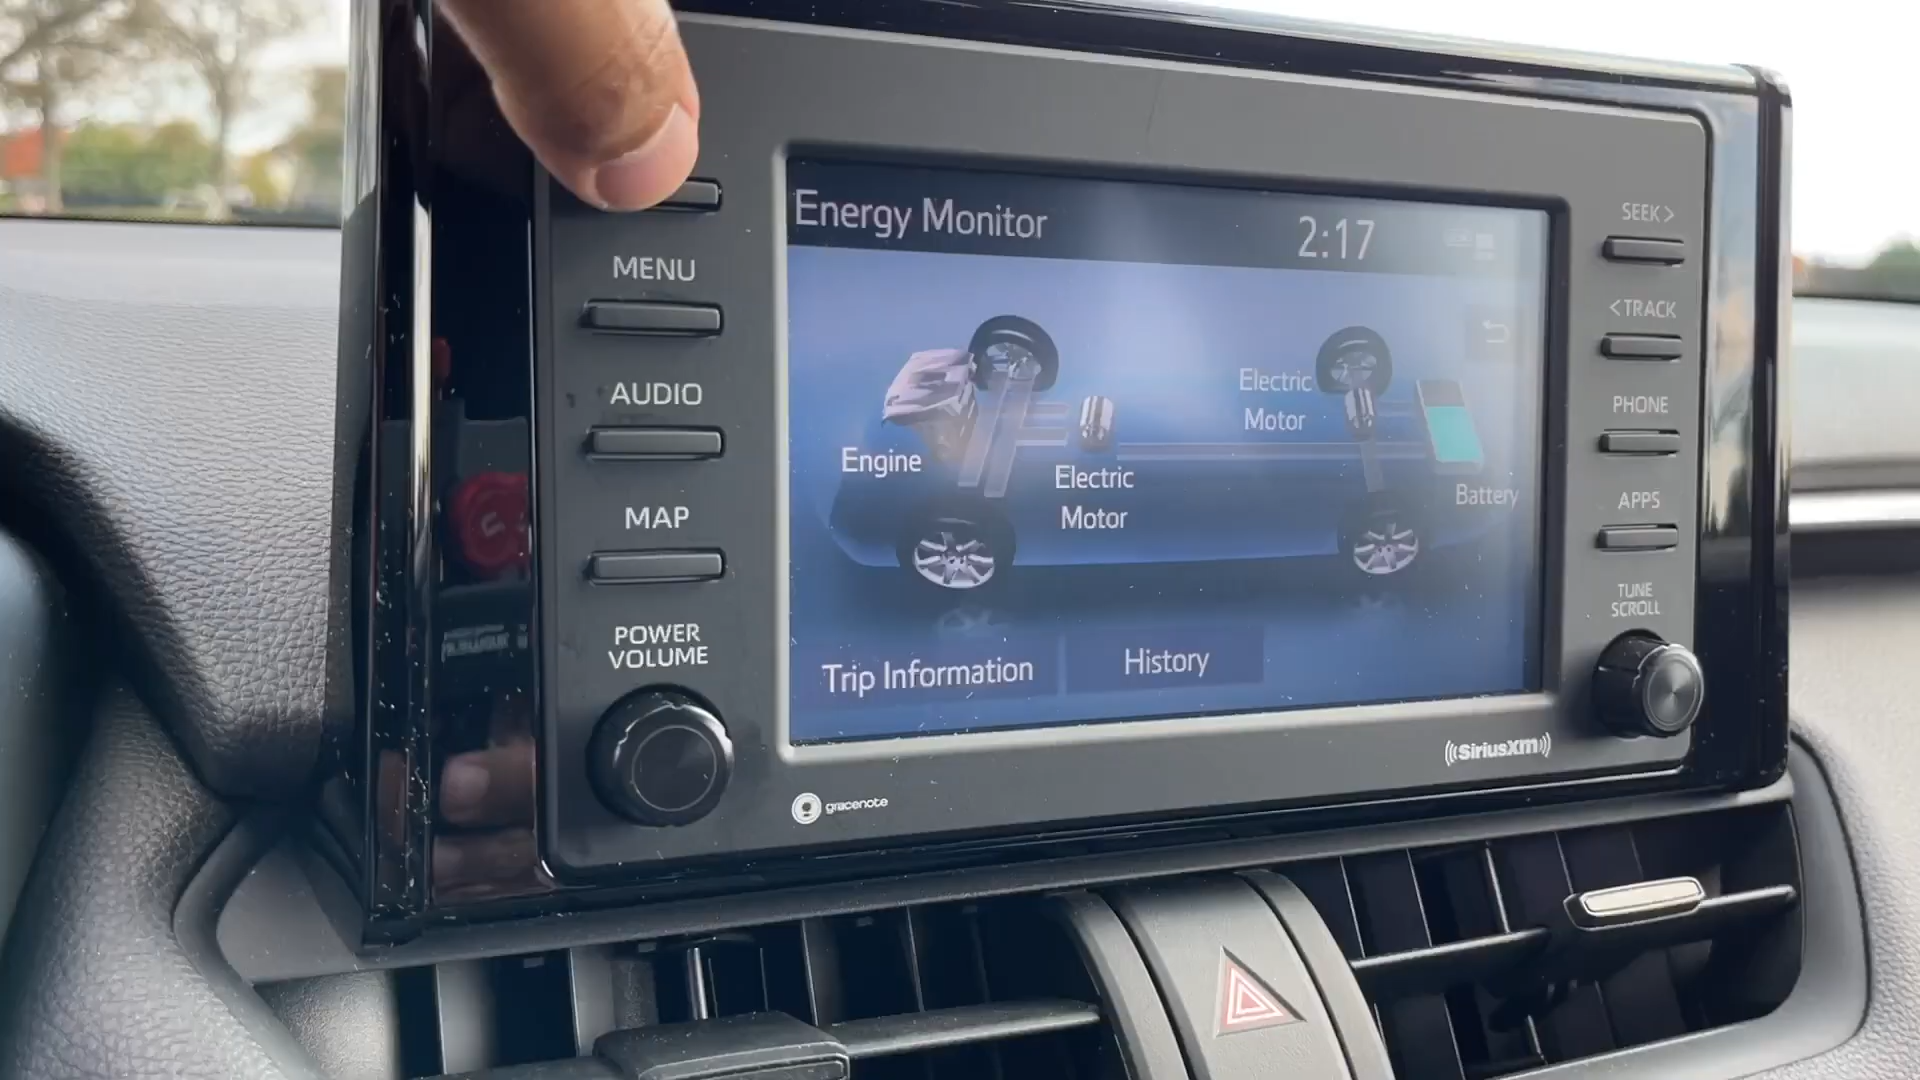 Energy Monitor
2:17
MENU
AUDIO
MAP
POWER
VOLUME
Engine
Electric
Motor
Electric
Motor
Battery
Trip Information
History
SEEK >
< TRACK
PHONE
APPS
TUNE
SCROLL
gracenote
((SiriusXM))